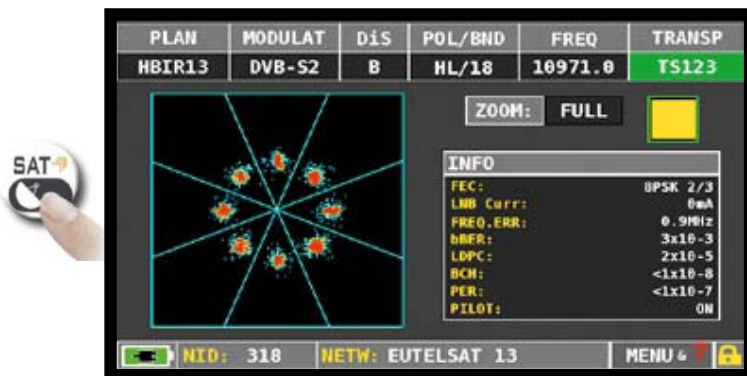 PLAN MODULAT DiS POL/BND FREQ TRANSP
HBIR13 DVB-S2 B HL/18 10971.0 TS123
ZOOM: FULL
SAT
INFO
FEC: 8PSK 2/3
LNB Curr: 0mA
FREQ.ERR: 0.9MHz
bBER: 3x10-3
LDPC: 2x10-5
BCH: <1x10-8
PER: <1x10-7
PILOT: ON
NID: 318 NETW: EUTELSAT 13 MENU &